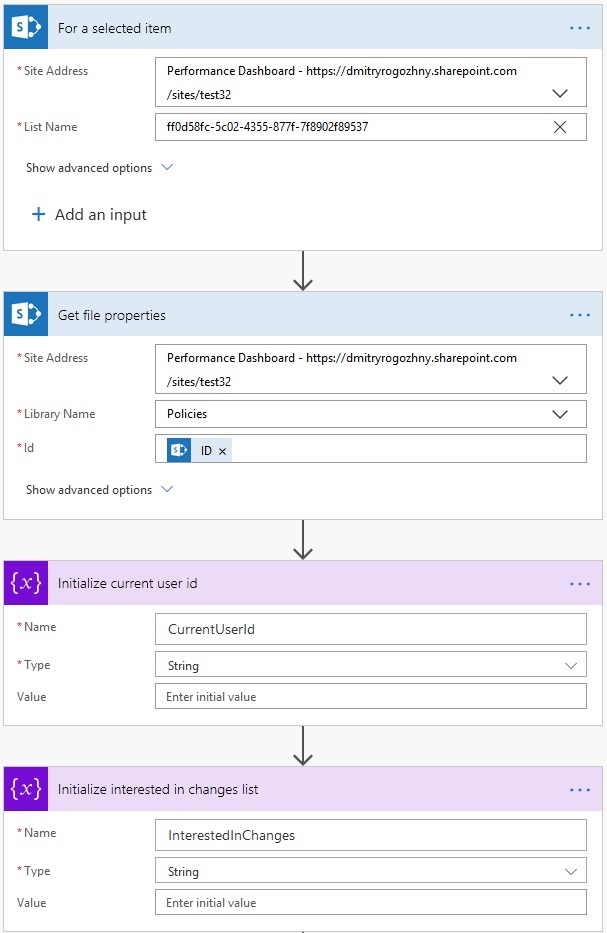 For a selected item
...
* Site Address
Performance Dashboard - https://dmitryrogozhny.sharepoint.com
/sites/test32
* List Name
ff0d58fc-5c02-4355-877f-7f8902f89537
Show advanced options
+ Add an input
Get file properties
...
* Site Address
Performance Dashboard - https://dmitryrogozhny.sharepoint.com
/sites/test32
* Library Name
Policies
* Id
ID ×
Show advanced options
{x} Initialize current user id
...
* Name
CurrentUserId
* Type
String
Value
Enter initial value
{x} Initialize interested in changes list
...
* Name
InterestedInChanges
* Type
String
Value
Enter initial value